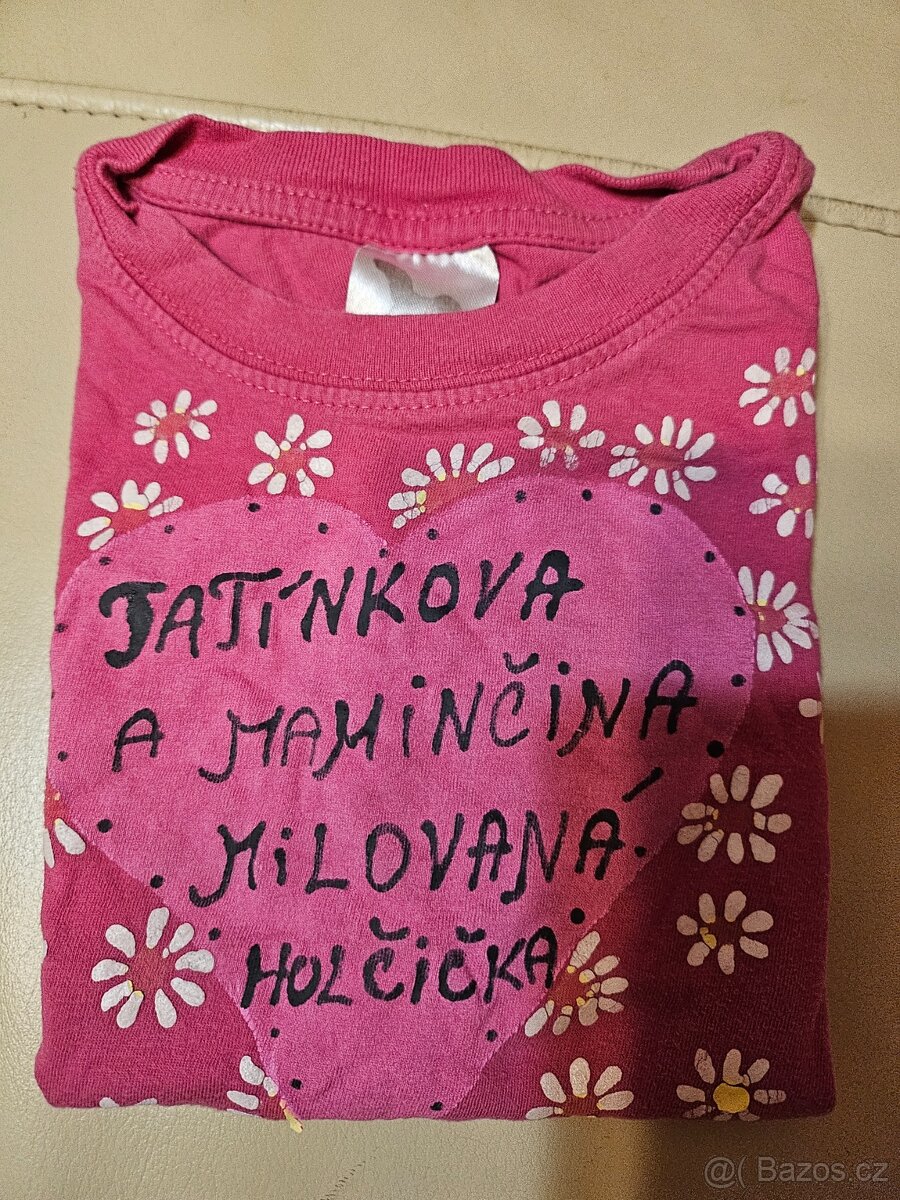 TATÍNKOVA
A MAMINČINA
MILOVANÁ
HOLČIČKA
@( Bazos.cz